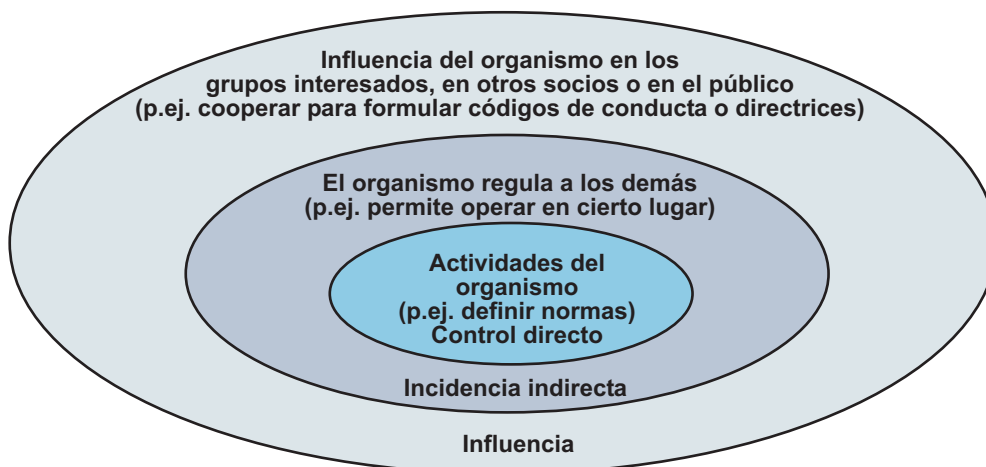 Influencia del organismo en los
grupos interesados, en otros socios o en el público
(p.ej. cooperar para formular códigos de conducta o directrices)
El organismo regula a los demás
(p.ej. permite operar en cierto lugar)
Actividades del
organismo
(p.ej. definir normas)
Control directo
Incidencia indirecta
Influencia